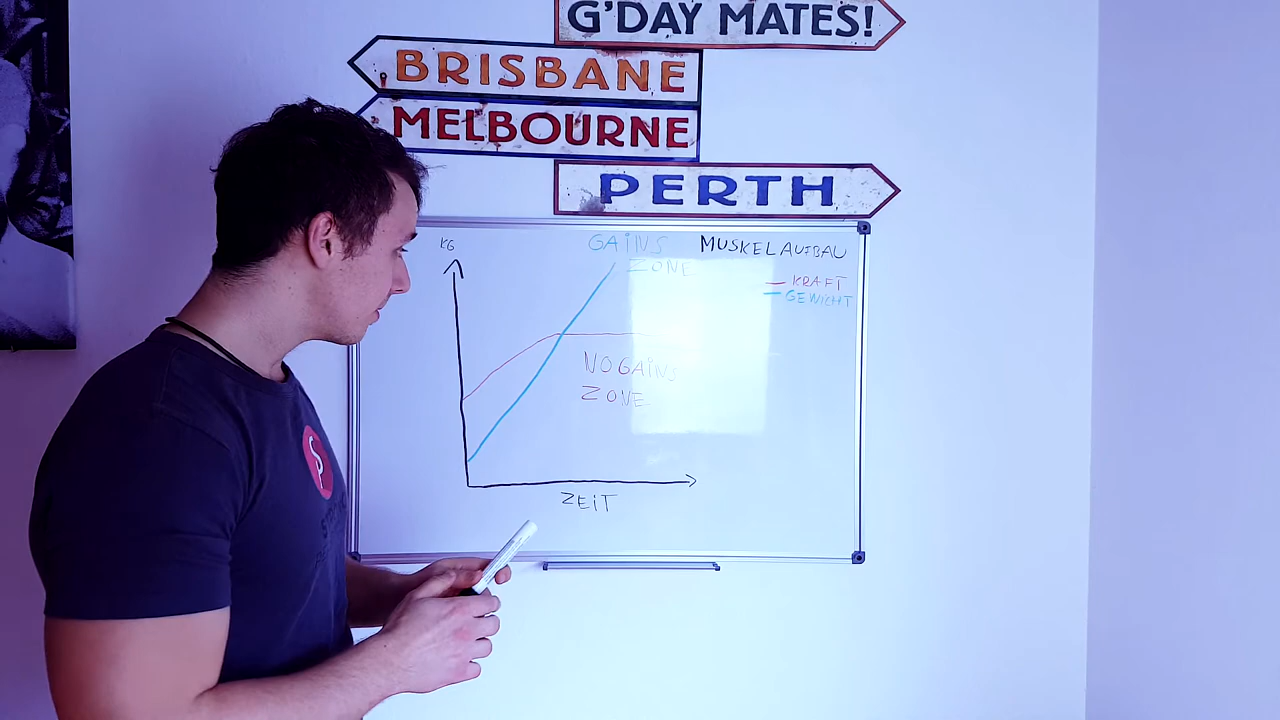 G'DAY MATES!
BRISBANE
MELBOURNE
PERTH
KG
GAiNS
ZONE
MUSKELAUFBAU
KRAFT
GEWiCHT
NO GAiNS
ZONE
ZEiT